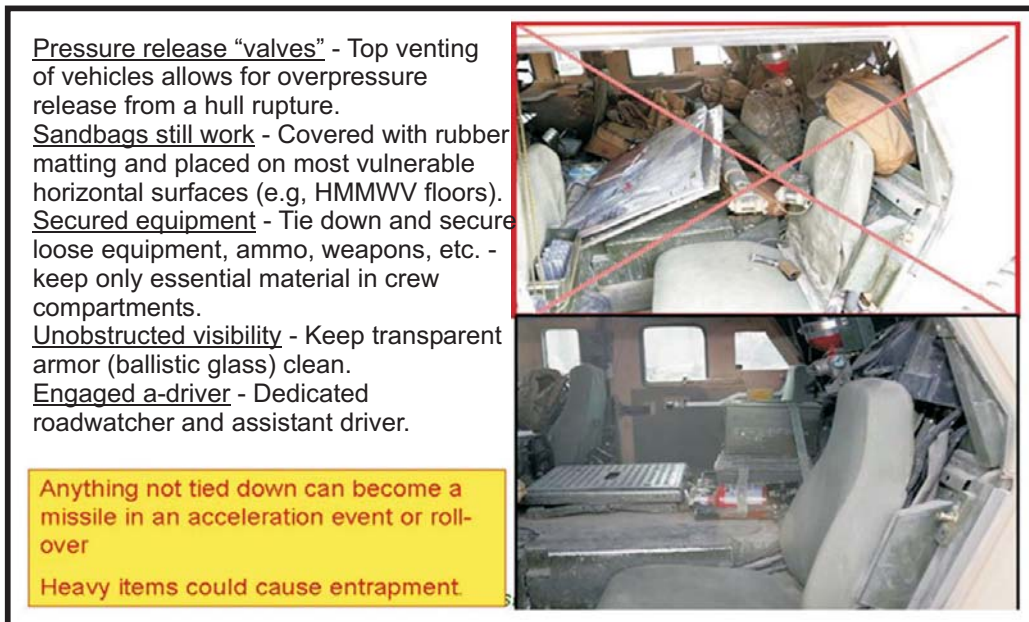 Pressure release “valves” - Top venting
of vehicles allows for overpressure
release from a hull rupture.
Sandbags still work - Covered with rubber
matting and placed on most vulnerable
horizontal surfaces (e.g, HMMWV floors).
Secured equipment - Tie down and secure
loose equipment, ammo, weapons, etc. -
keep only essential material in crew
compartments.
Unobstructed visibility - Keep transparent
armor (ballistic glass) clean.
Engaged a-driver - Dedicated
roadwatcher and assistant driver.
Anything not tied down can become a
missile in an acceleration event or roll-
over
Heavy items could cause entrapment.
s.